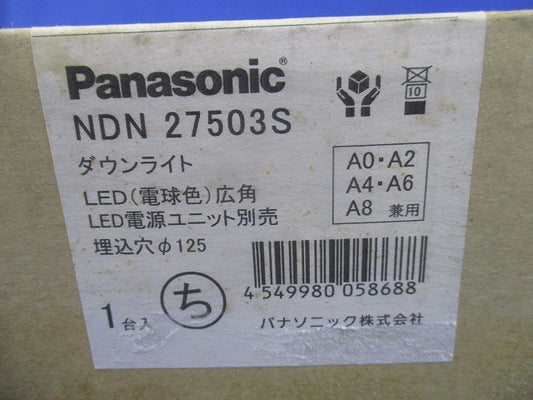 Panasonic®
NDN 27503S
10
ダウンライト
LED(電球色)広角
LED電源ユニット別売
埋込穴φ125
A0・A2
A4・A6
A8 兼用
1台入
ち
4 549980 058688
パナソニック株式会社